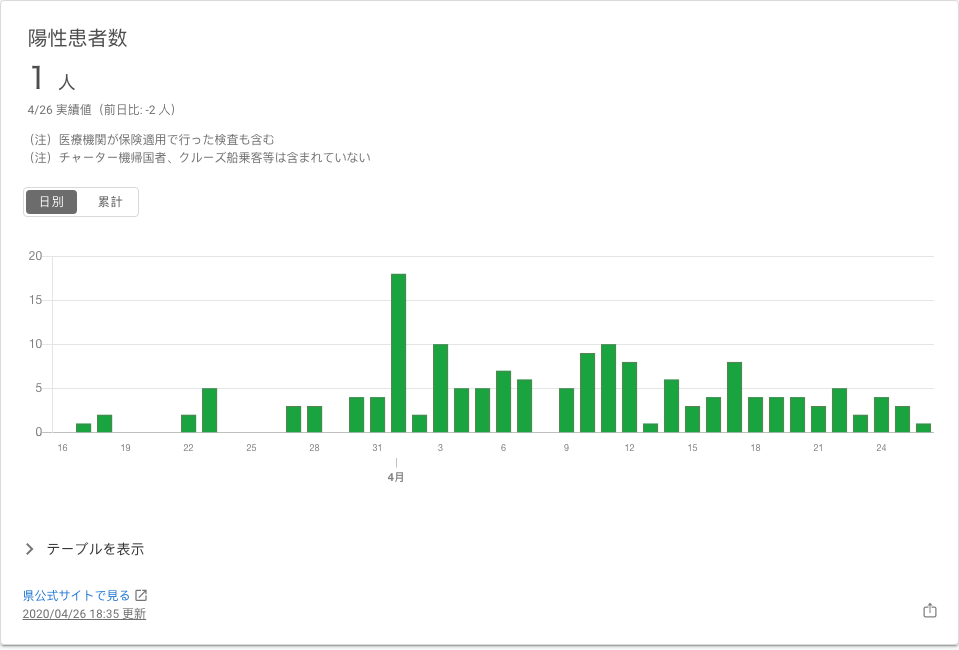 陽性患者数
1 人
4/26 実績値（前日比: -2 人）
（注）医療機関が保険適用で行った検査も含む
（注）チャーター機帰国者、クルーズ船乗客等は含まれていない
日別 累計
20
15
10
5
0
16 19 22 25 28 31 3 6 9 12 15 18 21 24
4月
テーブルを表示
県公式サイトで見る
2020/04/26 18:35 更新